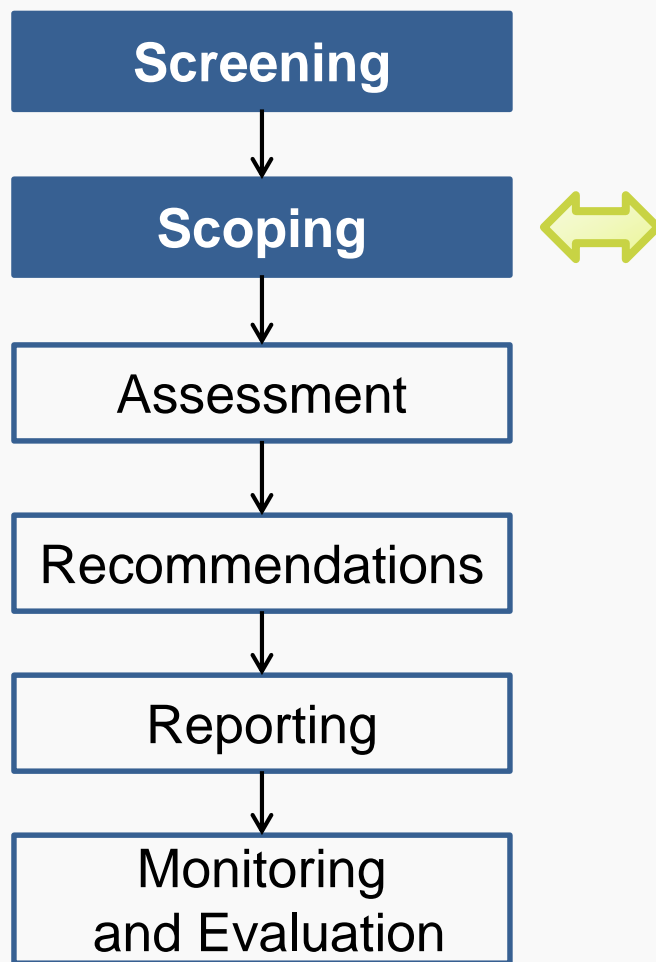 Screening
Scoping
Assessment
Recommendations
Reporting
Monitoring
and Evaluation